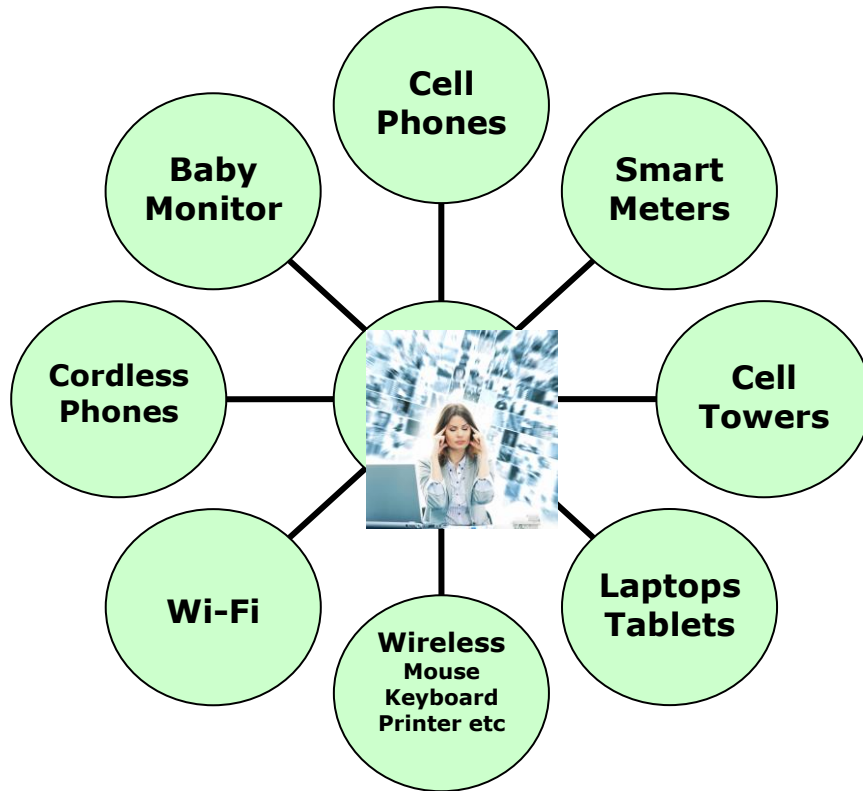 Cell
Phones
Baby
Monitor
Smart
Meters
Cordless
Phones
Cell
Towers
Wi-Fi
Laptops
Tablets
Wireless
Mouse
Keyboard
Printer etc